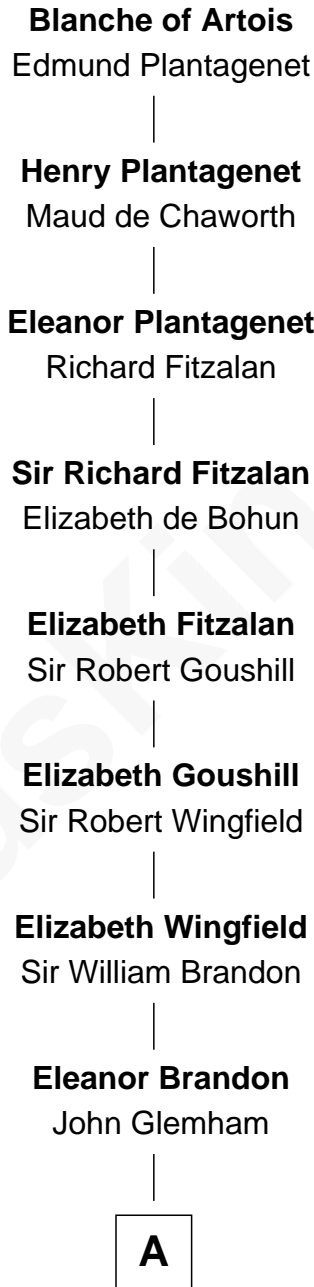 Blanche of Artois
Edmund Plantagenet
Henry Plantagenet
Maud de Chaworth
Eleanor Plantagenet
Richard Fitzalan
Sir Richard Fitzalan
Elizabeth de Bohun
Elizabeth Fitzalan
Sir Robert Goushill
Elizabeth Goushill
Sir Robert Wingfield
Elizabeth Wingfield
Sir William Brandon
Eleanor Brandon
John Glemham
A